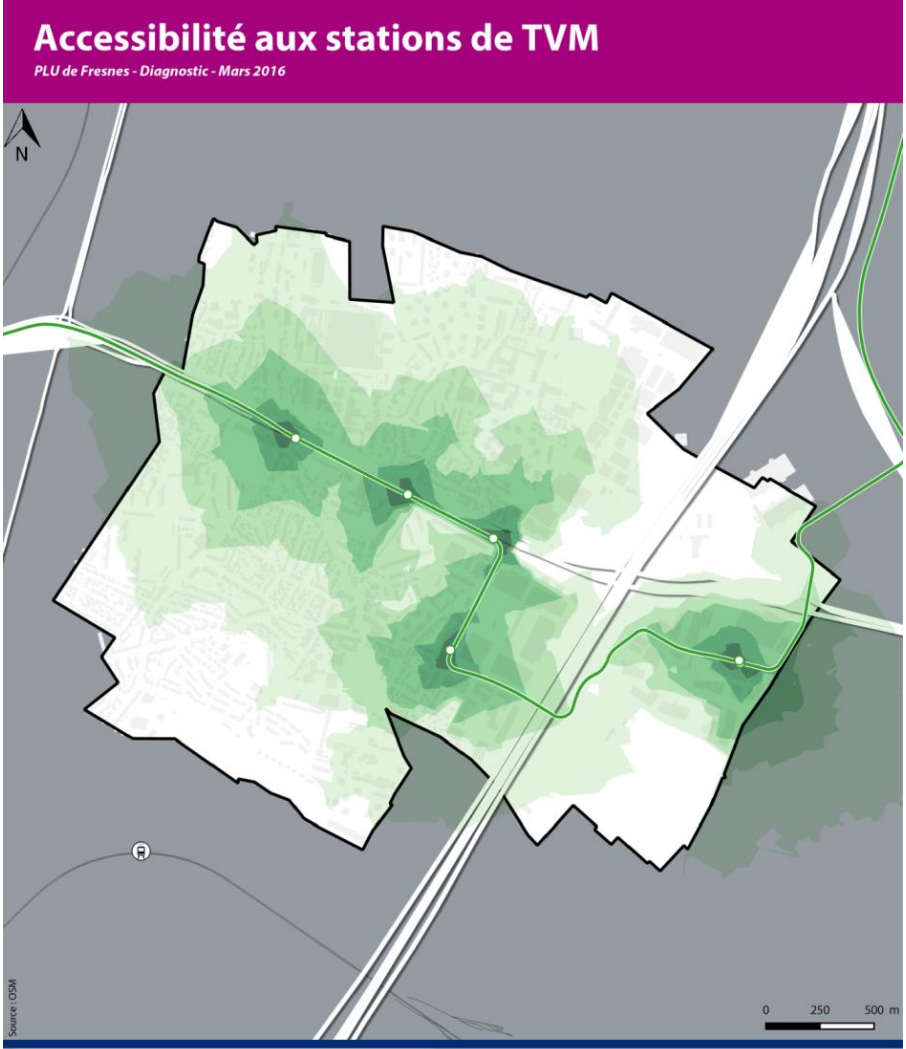 Accessibilité aux stations de TVM
PLU de Fresnes - Diagnostic - Mars 2016
N
Source : OSM
0 250 500 m